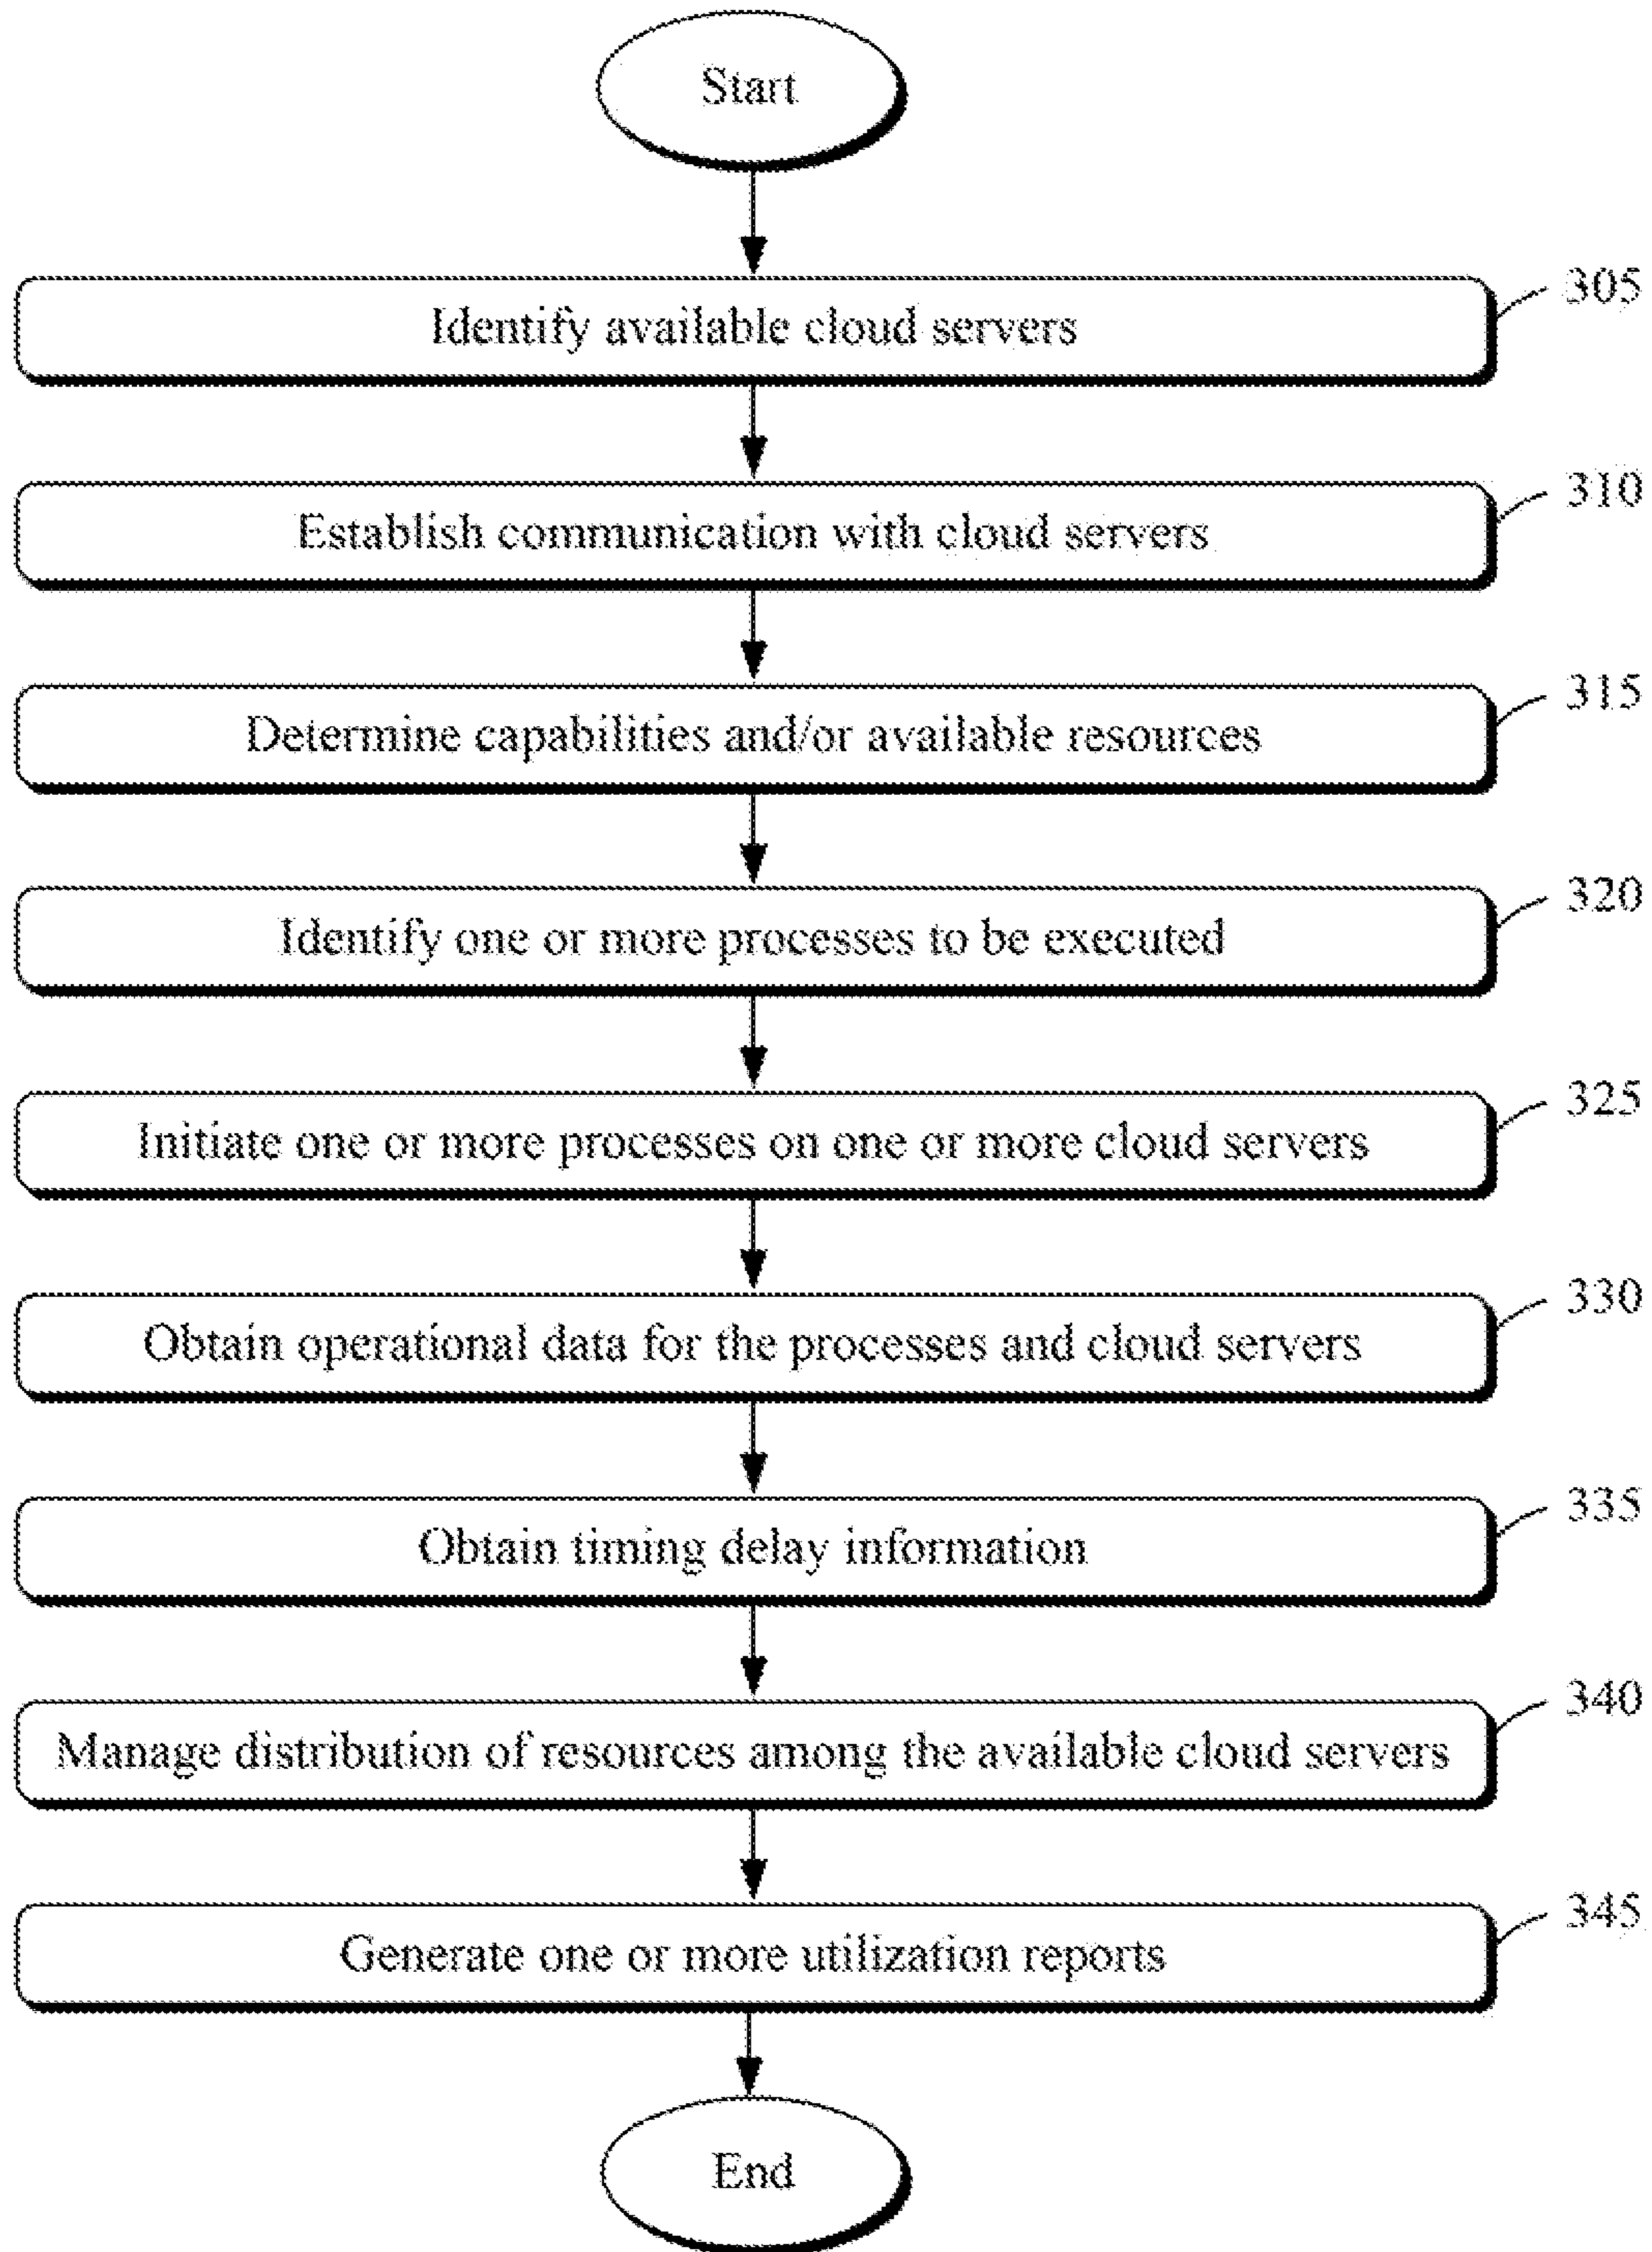 Start
305
Identify available cloud servers
310
Establish communication with cloud servers
315
Determine capabilities and/or available resources
320
Identify one or more processes to be executed
325
Initiate one or more processes on one or more cloud servers
330
Obtain operational data for the processes and cloud servers
335
Obtain timing delay information
340
Manage distribution of resources among the available cloud servers
345
Generate one or more utilization reports
End